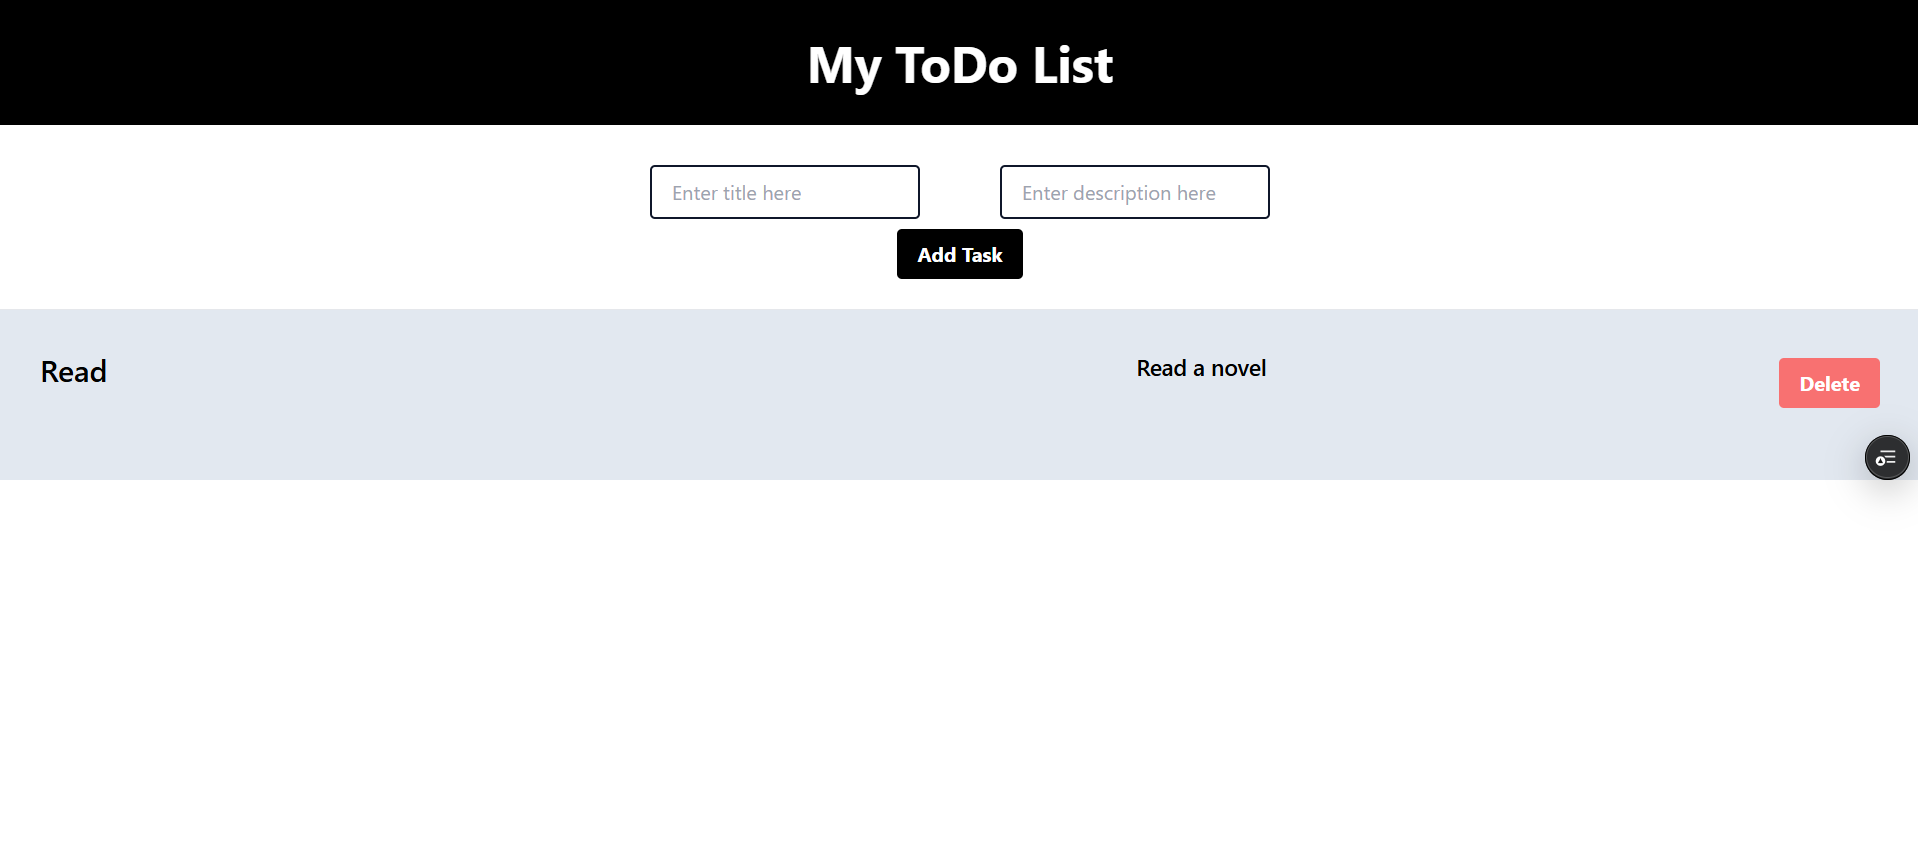 My ToDo List
Enter title here
Enter description here
Add Task
Read
Read a novel
Delete